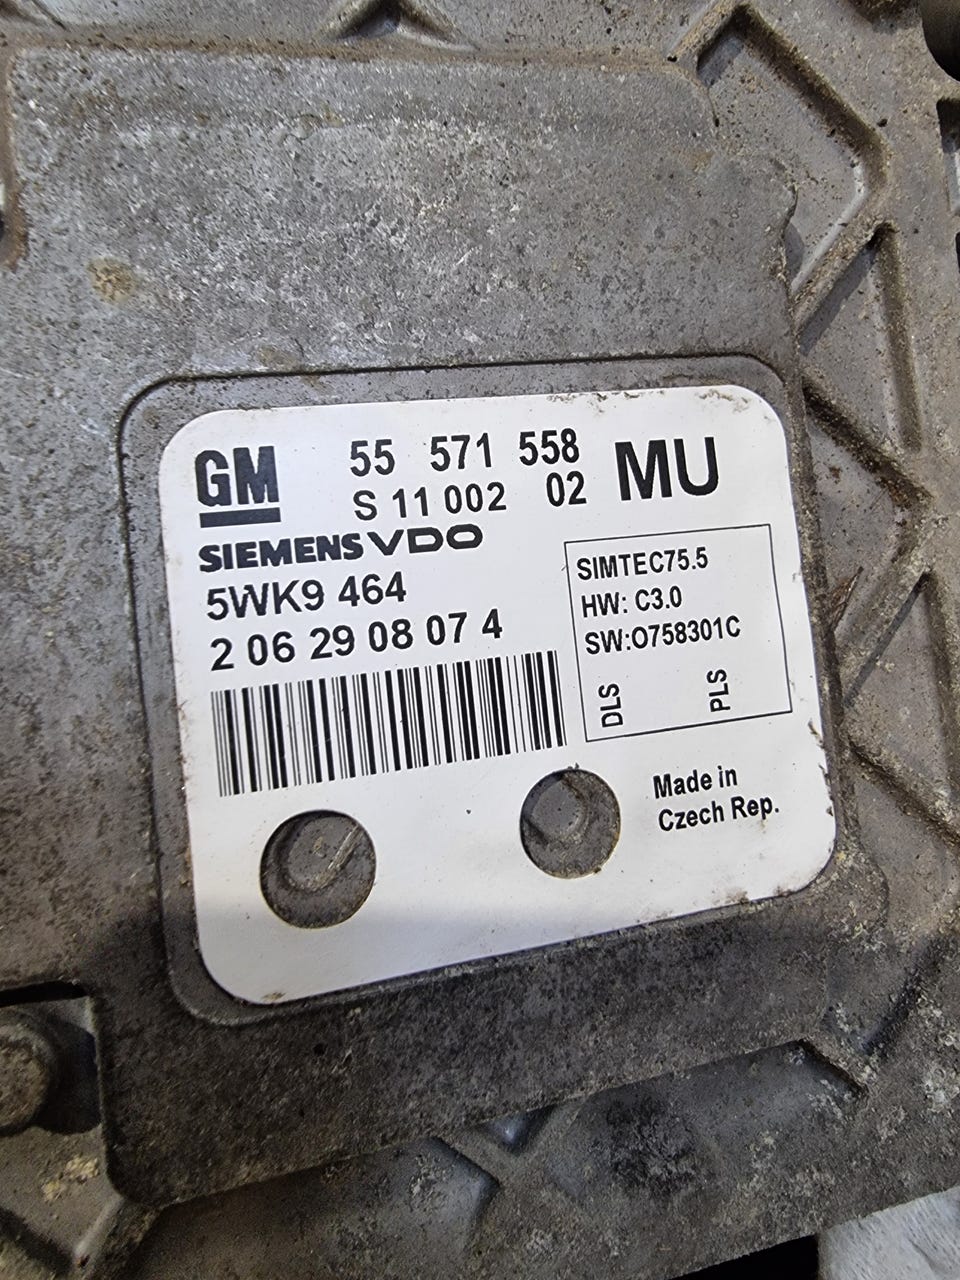 GM 55 571 558 MU
S 11 002 02
SIEMENS VDO
5WK9 464
2 06 29 08 07 4
SIMTEC75.5
HW: C3.0
SW:O758301C
DLS PLS
Made in
Czech Rep.